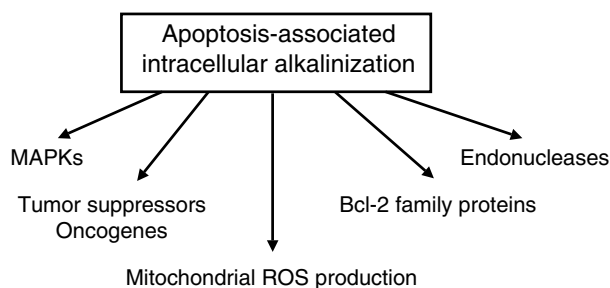 Apoptosis-associated
intracellular alkalinization
MAPKs
Endonucleases
Tumor suppressors
Oncogenes
Bcl-2 family proteins
Mitochondrial ROS production